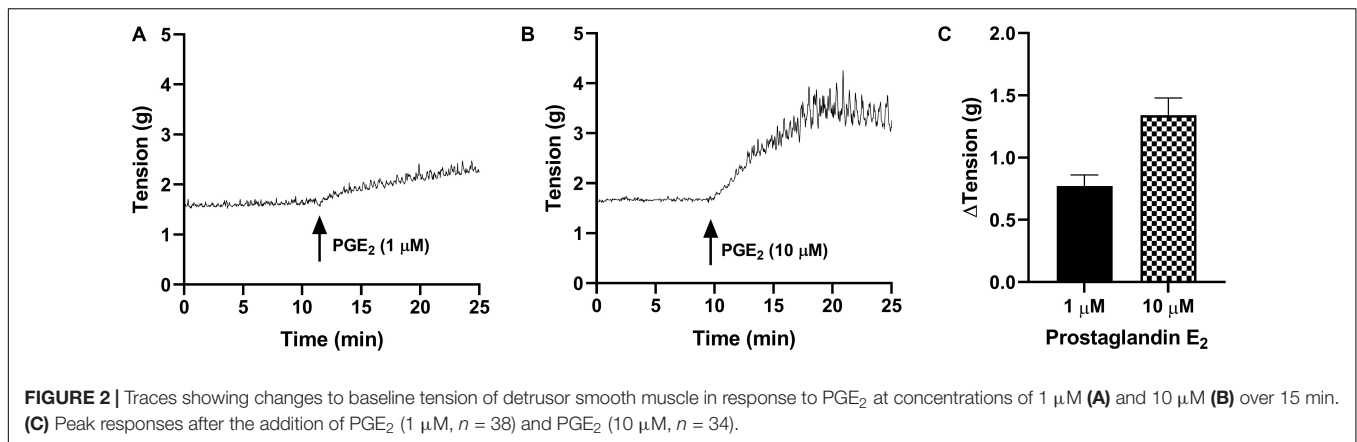 A
5
4
3
2
1
0
Tension (g)
0 5 10 15 20 25
Time (min)
PGE₂ (1 μM)
B
5
4
3
2
1
0
Tension (g)
0 5 10 15 20 25
Time (min)
PGE₂ (10 μM)
C
2.0
1.5
1.0
0.5
0.0
ΔTension (g)
1 μM 10 μM
Prostaglandin E₂
FIGURE 2 | Traces showing changes to baseline tension of detrusor smooth muscle in response to PGE₂ at concentrations of 1 μM (A) and 10 μM (B) over 15 min.
(C) Peak responses after the addition of PGE₂ (1 μM, n = 38) and PGE₂ (10 μM, n = 34).